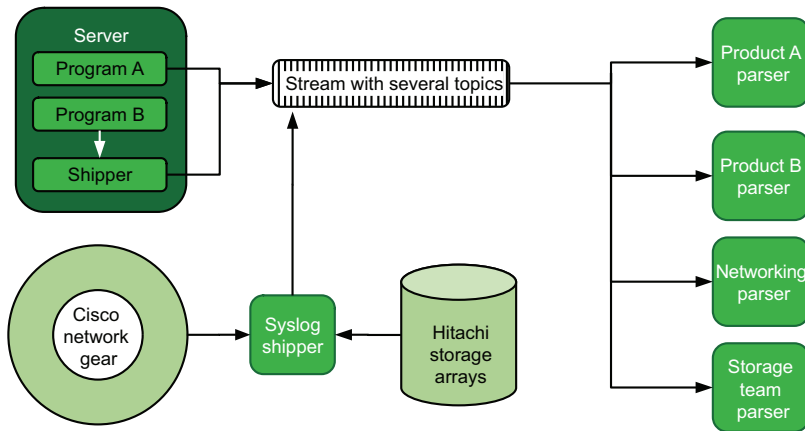 Server
Program A
Program B
Shipper
Stream with several topics
Product A
parser
Product B
parser
Networking
parser
Storage
team
parser
Cisco
network
gear
Syslog
shipper
Hitachi
storage
arrays